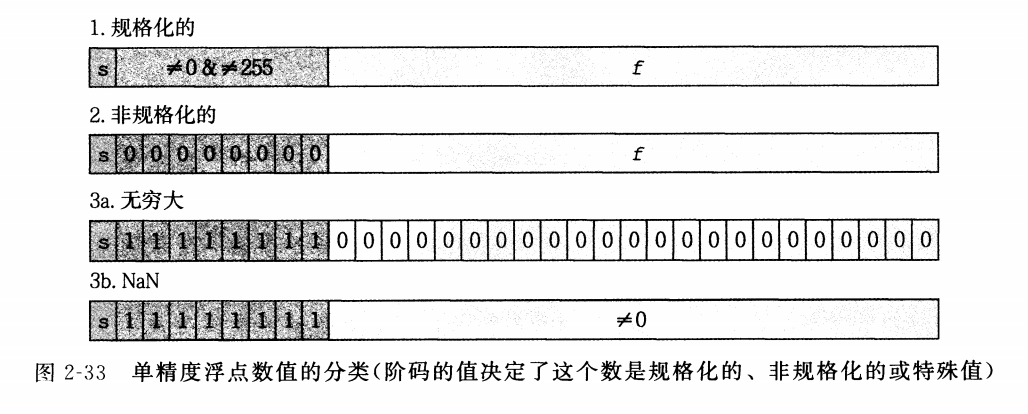 1. 规格化的
s ≠0 & ≠255 f
2. 非规格化的
s 0 0 0 0 0 0 0 0 f
3a. 无穷大
s 1 1 1 1 1 1 1 1 0 0 0 0 0 0 0 0 0 0 0 0 0 0 0 0 0 0 0 0 0 0 0
3b. NaN
s 1 1 1 1 1 1 1 1 ≠0
图 2-33 单精度浮点数值的分类(阶码的值决定了这个数是规格化的、非规格化的或特殊值)